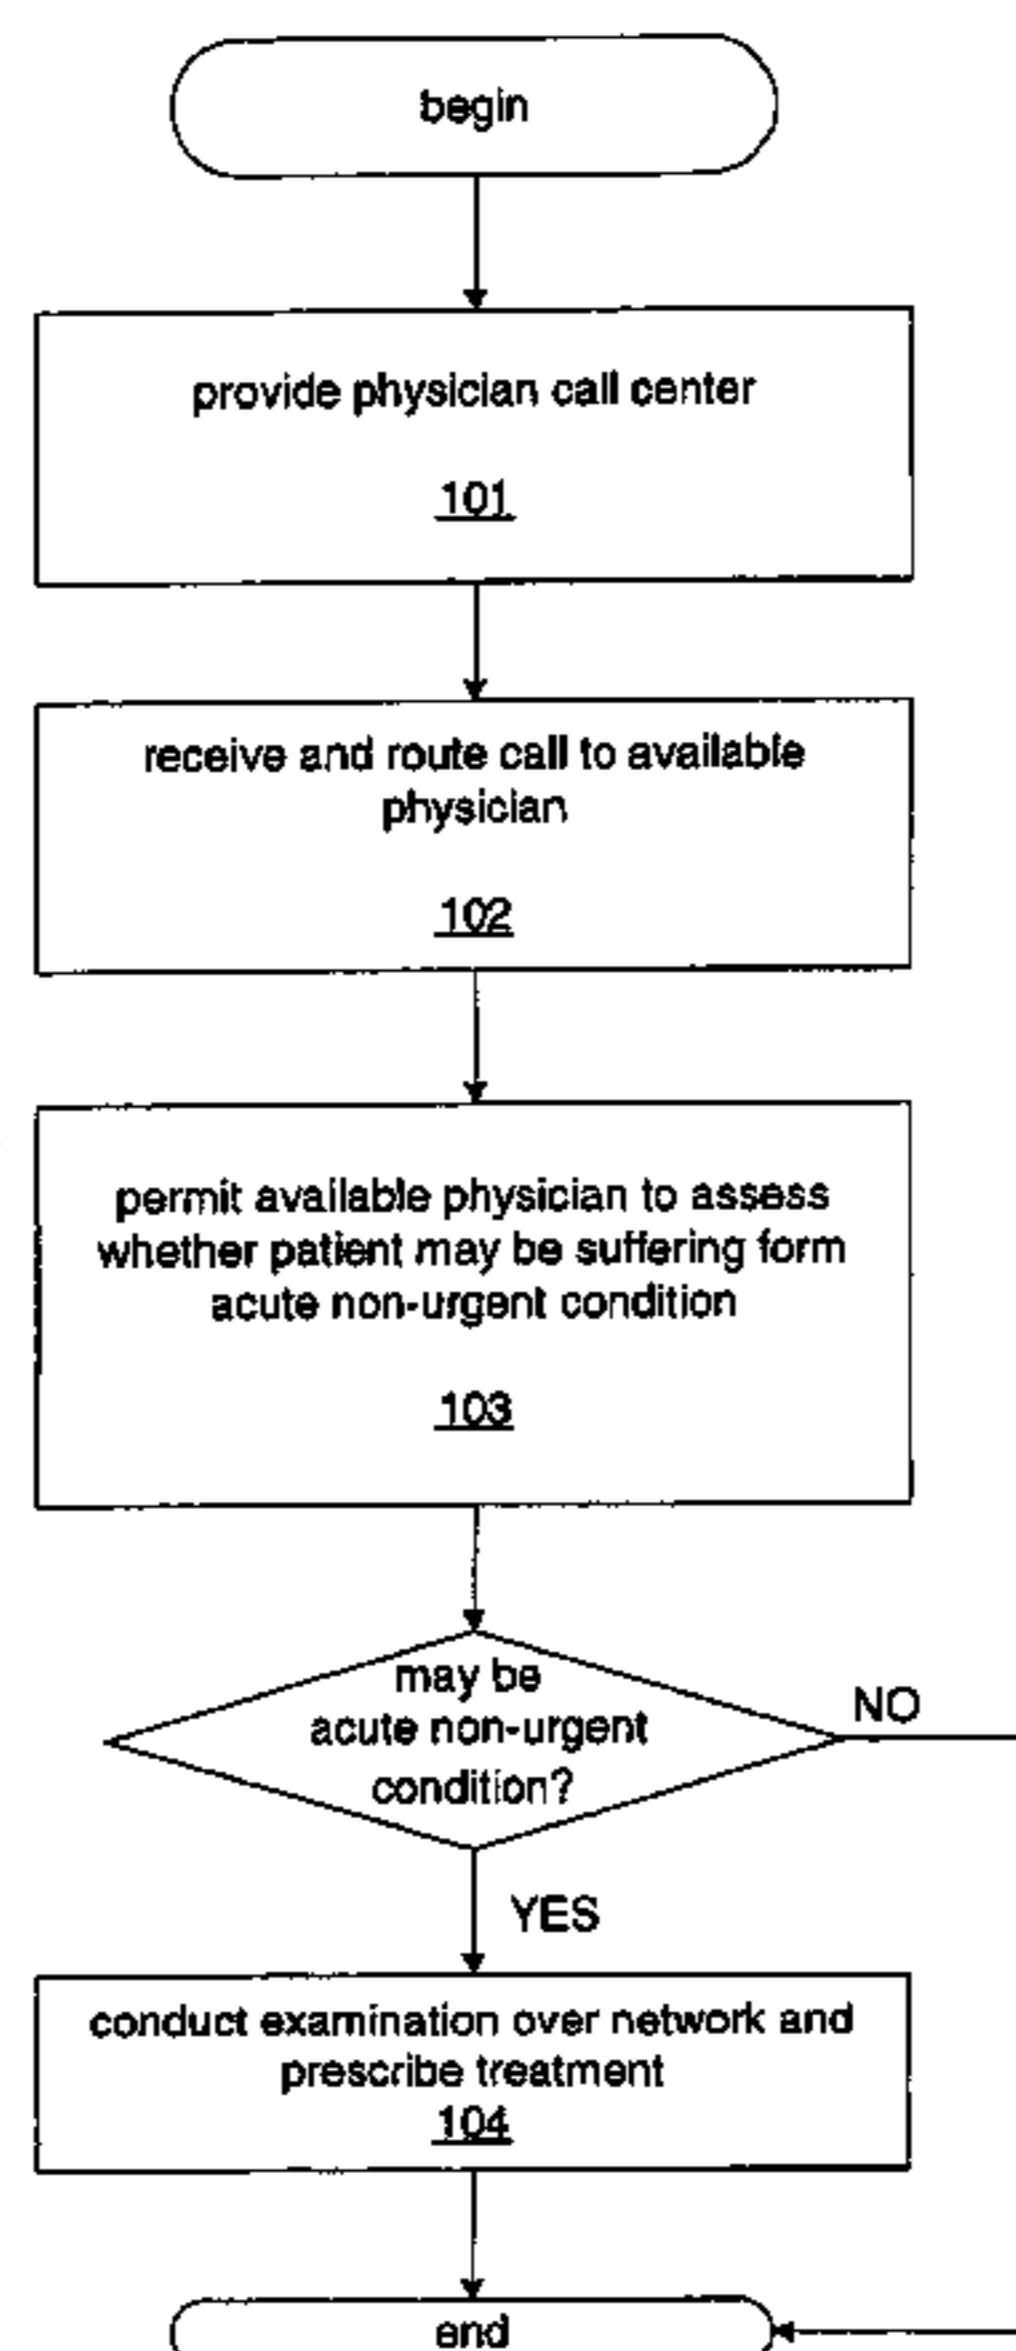 begin
provide physician call center
101
receive and route call to available
physician
102
permit available physician to assess
whether patient may be suffering form
acute non-urgent condition
103
may be
acute non-urgent
condition?
NO
YES
conduct examination over network and
prescribe treatment
104
end